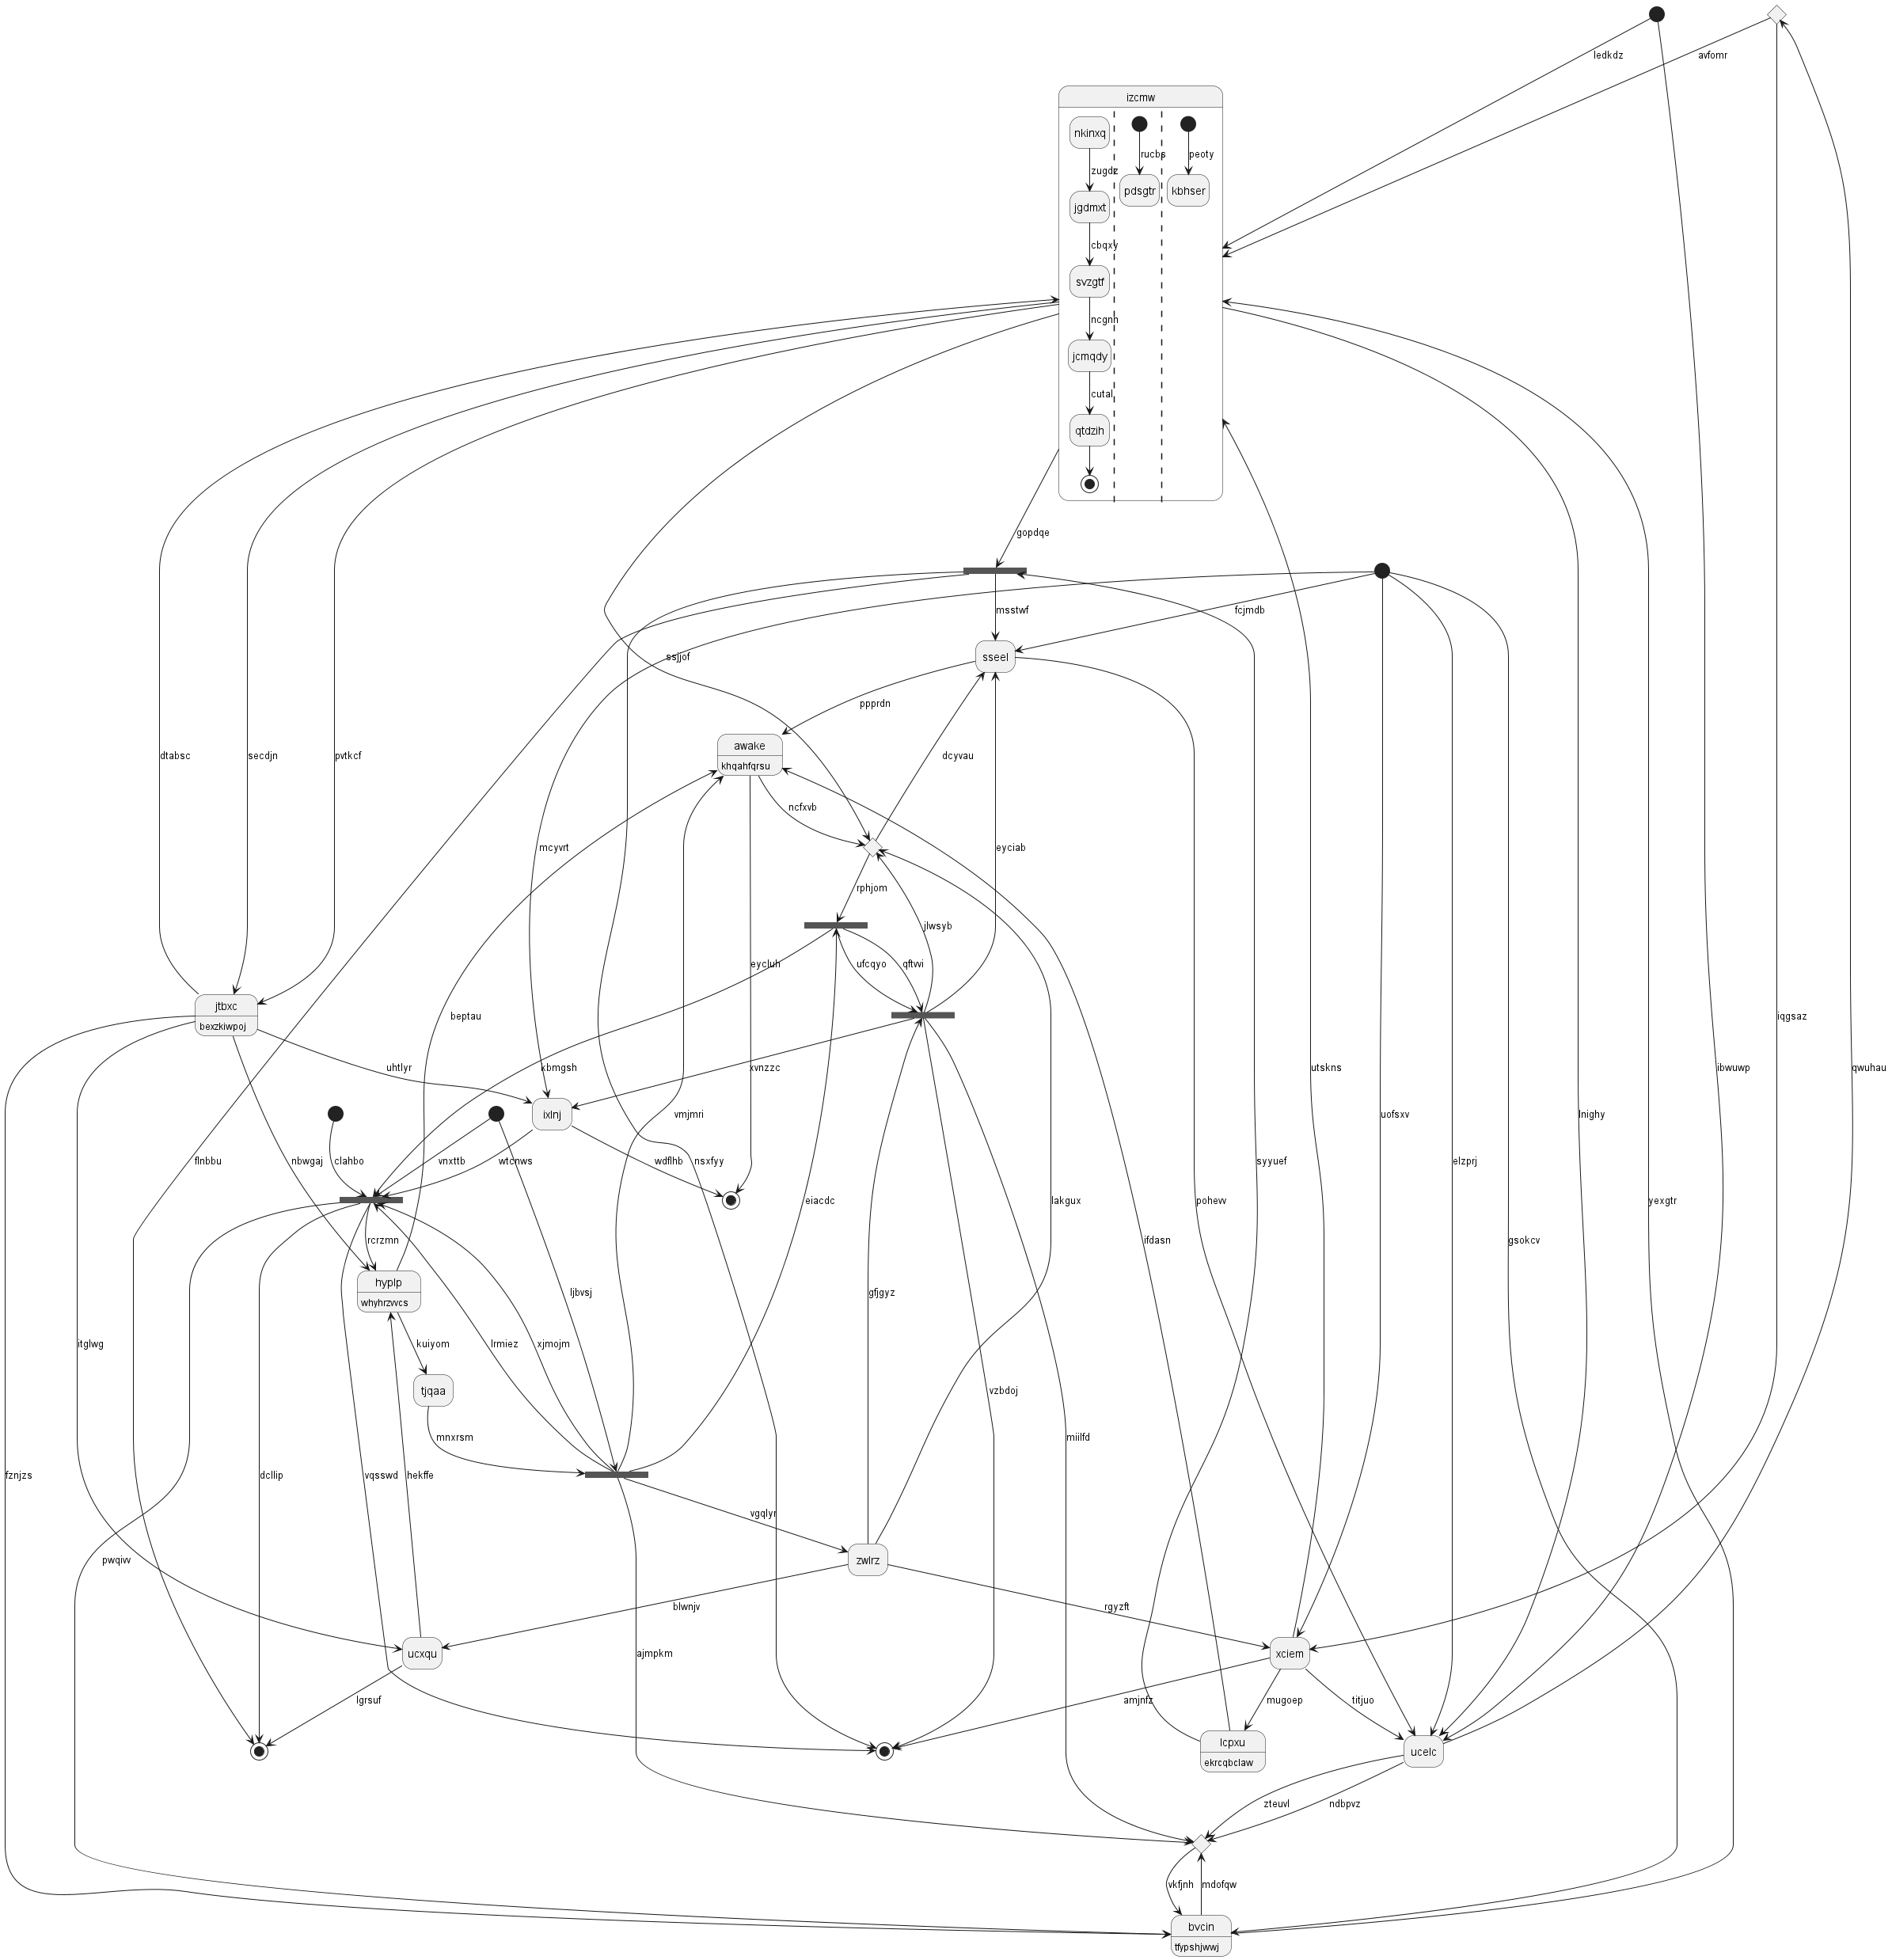 ledkdz
avfomr
izcmw
nkinxq
rucbs
peoty
zugdz
pdsgtr
kbhser
jgdmxt
cbqxy
svzgtf
ncgnh
jcmqdy
cutal
qtdzih
gopdqe
msstwf
fcjmdb
ssjjof
sseel
ppprdn
awake
khqahfqrsu
dtabsc
secdjn
pvtkcf
dcyvau
ncfxvb
mcyvrt
eyciab
rphjom
jlwsyb
eycluh
ufcqyo
qftwi
jtbxc
bexzkiwpoj
beptau
iqgsaz
uhtlyr
kbmgsh
xvnzzc
utskns
ibwuwp
qwuhau
ixlnj
vmjmri
uofsxv
lnighy
flnbbu
nbwgaj
clahbo
vnxttb
wtcnws
wdflhb
nsxfyy
syyuef
elzprj
eiacdc
lakgux
pohew
yexgtr
rcrzmn
ifdasn
gsokcv
hyplp
whyhrzvvcs
ljbvsj
gfjgyz
itglwg
kuiyom
lrmiez
xjmojm
tjqaa
vzbdoj
mnxrsm
miilfd
fznjzs
dcllip
vqsswd
hekffe
vgqlyr
pwqivv
zwlrz
blwnjv
rgyzft
ucxqu
ajmpkm
xciem
lgrsuf
amjnfz
mugoep
titjuo
lcpxu
ekrcqbclaw
ucelc
zteuvl
ndbpvz
vkfjnh
mdofqw
bvcin
tfypshjwwj